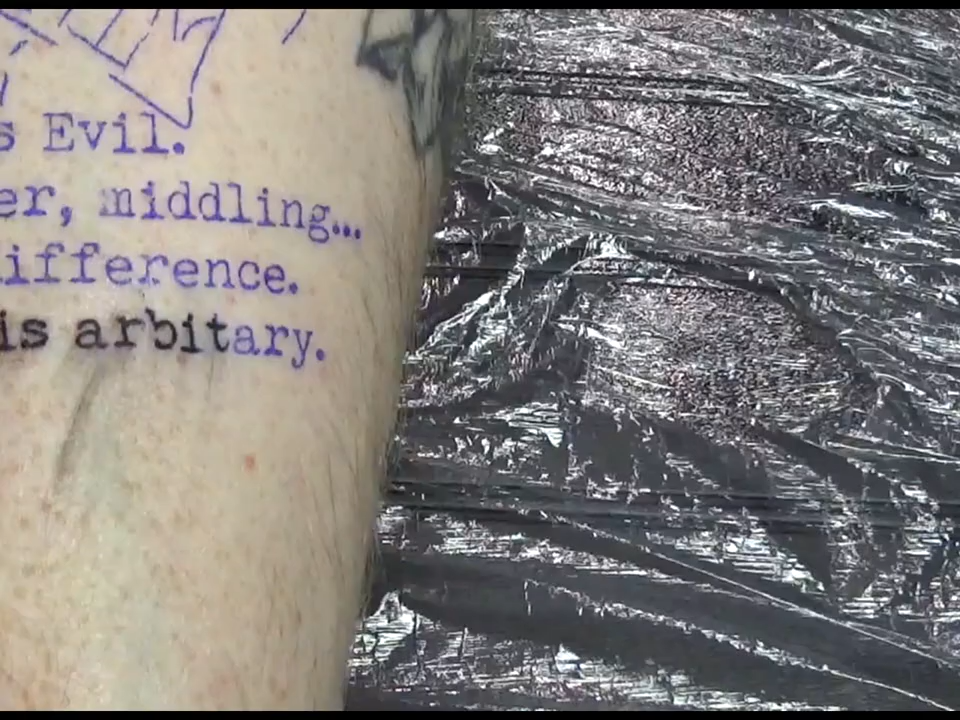 s Evil.
er, middling...
ifference.
is arbitary.